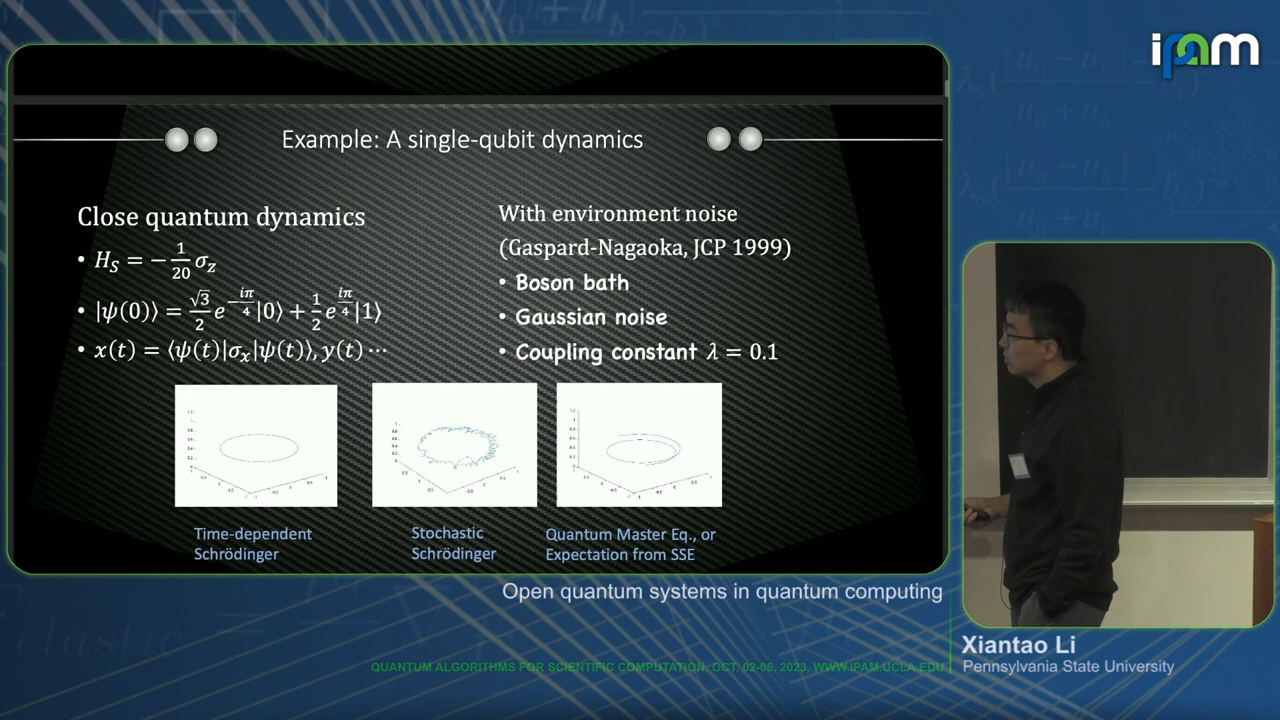 ipam
Example: A single-qubit dynamics
Close quantum dynamics
• H_S = −1/20 σ_z
• |ψ(0)⟩ = √3/2 e^{−iπ/4}|0⟩ + 1/2 e^{iπ/4}|1⟩
• x(t) = ⟨ψ(t)|σ_x|ψ(t)⟩, y(t) ⋯
With environment noise
(Gaspard-Nagaoka, JCP 1999)
• Boson bath
• Gaussian noise
• Coupling constant λ = 0.1
Time-dependent
Schrödinger
Stochastic
Schrödinger
Quantum Master Eq., or
Expectation from SSE
Open quantum systems in quantum computing
Xiantao Li
Pennsylvania State University
QUANTUM ALGORITHMS FOR SCIENTIFIC COMPUTATION, OCT. 02-06, 2023, WWW.IPAM.UCLA.EDU